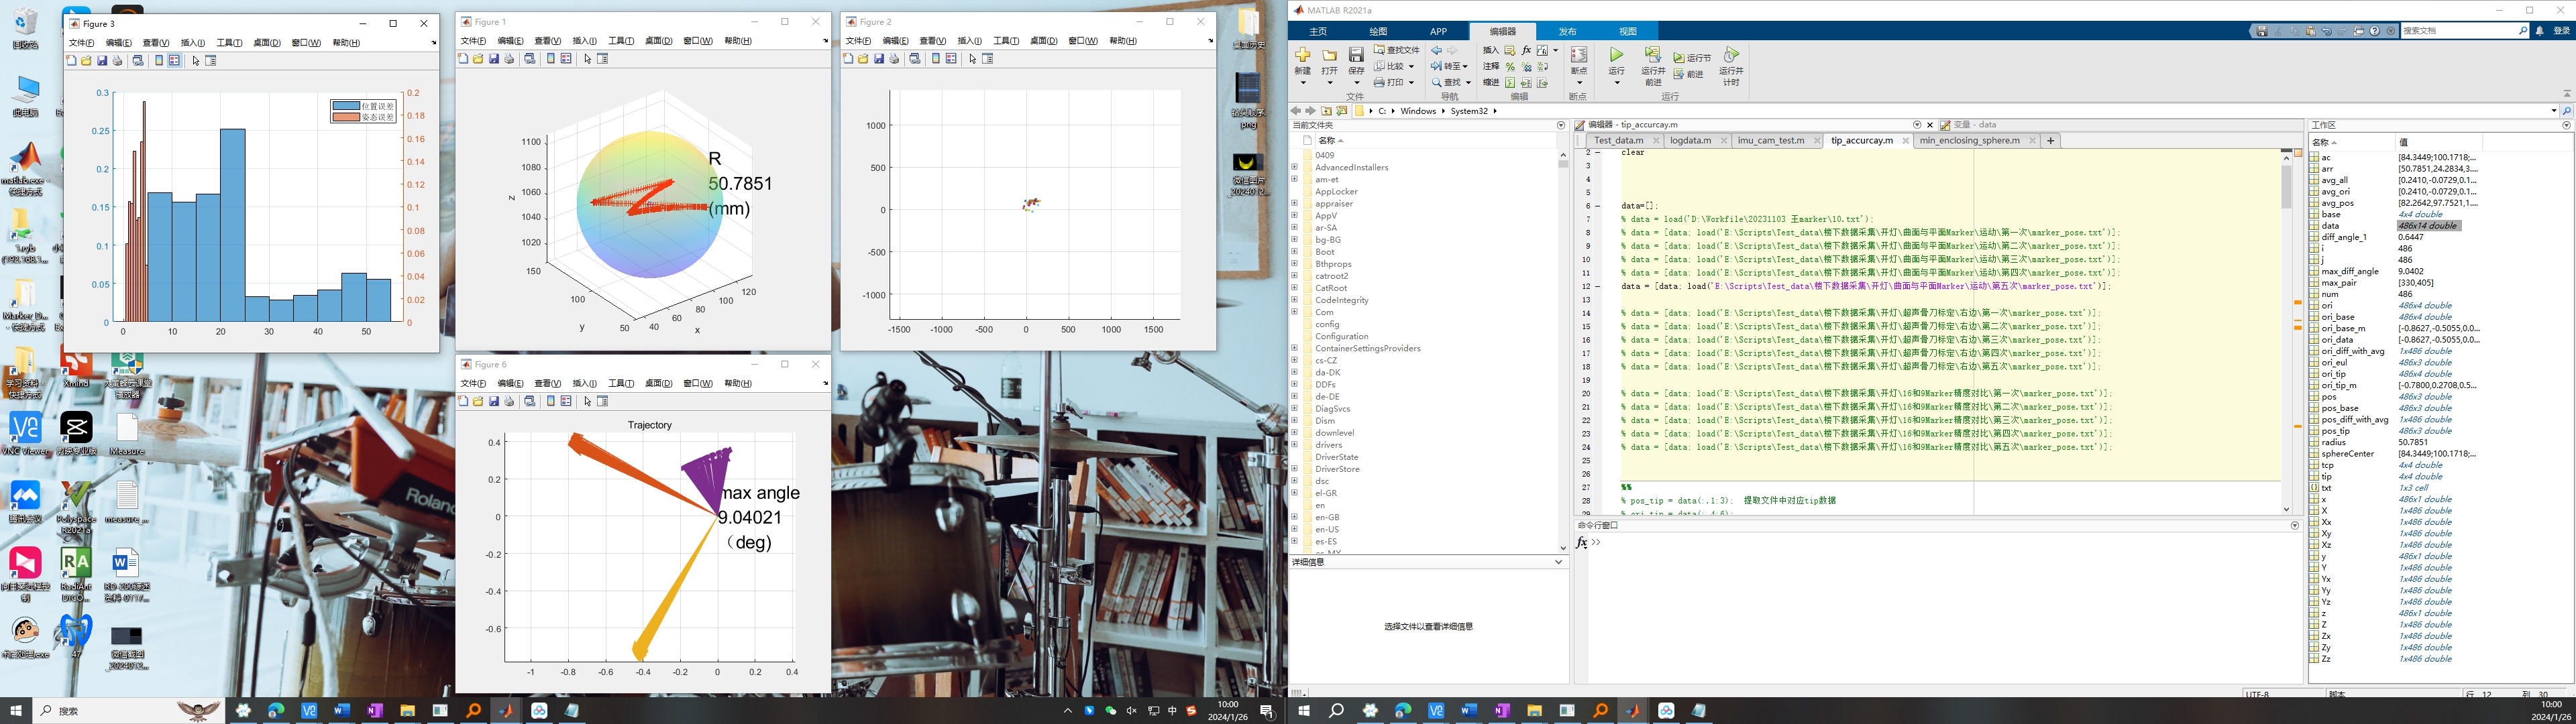 Figure 3
文件(F) 编辑(E) 查看(V) 插入(I) 工具(T) 桌面(D) 窗口(W) 帮助(H)
0.3
0.25
0.2
0.15
0.1
0.05
0
0 10 20 30 40 50
0.2
0.18
0.16
0.14
0.12
0.1
0.08
0.06
0.04
0.02
0
位置误差
姿态误差
Figure 1
文件(F) 编辑(E) 查看(V) 插入(I) 工具(T) 桌面(D) 窗口(W) 帮助(H)
1100
1080
1060
1040
1020
z
150
100
50
y
40 60 80 100 120
x
R
50.7851
(mm)
Figure 2
文件(F) 编辑(E) 查看(V) 插入(I) 工具(T) 桌面(D) 窗口(W) 帮助(H)
1000
500
0
-500
-1000
-1500 -1000 -500 0 500 1000 1500
Figure 6
文件(F) 编辑(E) 查看(V) 插入(I) 工具(T) 桌面(D) 窗口(W) 帮助(H)
Trajectory
0.4
0.2
0
-0.2
-0.4
-0.6
-1 -0.8 -0.6 -0.4 -0.2 0 0.2 0.4
max angle
9.04021
（deg)
回收站
此电脑
快捷方式
VNC Viewer
Measure
Xmind
腾讯会议
Polyspace R2021a
measure_...
RadiAnt DICO...
47
Roland
搜索
10:00
2024/1/26
MATLAB R2021a
主页 绘图 APP 编辑器 发布 视图
搜索文档
登录
新建 打开 保存 查找文件 比较 打印
转至 查找
插入 注释 缩进
断点
运行 运行并前进 运行节 前进 运行并计时
文件 导航 编辑 断点 运行
C: Windows System32
当前文件夹
名称
0409
AdvancedInstallers
am-et
AppLocker
appraiser
AppV
ar-SA
bg-BG
Boot
Bthprops
catroot2
CatRoot
CodeIntegrity
Com
config
Configuration
ContainerSettingsProviders
cs-CZ
da-DK
DDFs
de-DE
DiagSvcs
Dism
downlevel
drivers
DriverState
DriverStore
dsc
el-GR
en
en-GB
en-US
es-ES
es-MX
详细信息
选择文件以查看详细信息
编辑器 - tip_accurcay.m
变量 - data
Test_data.m logdata.m imu_cam_test.m tip_accurcay.m min_enclosing_sphere.m
2 clear
3
4
5
6 data=[];
7 % data = load('D:\Workfile\20231103 王marker\10.txt');
8 % data = [data; load('E:\Scripts\Test_data\楼下数据采集\开灯\曲面与平面Marker\运动\第一次\marker_pose.txt')];
9 % data = [data; load('E:\Scripts\Test_data\楼下数据采集\开灯\曲面与平面Marker\运动\第二次\marker_pose.txt')];
10 % data = [data; load('E:\Scripts\Test_data\楼下数据采集\开灯\曲面与平面Marker\运动\第三次\marker_pose.txt')];
11 % data = [data; load('E:\Scripts\Test_data\楼下数据采集\开灯\曲面与平面Marker\运动\第四次\marker_pose.txt')];
12 data = [data; load('E:\Scripts\Test_data\楼下数据采集\开灯\曲面与平面Marker\运动\第五次\marker_pose.txt')];
13
14 % data = [data; load('E:\Scripts\Test_data\楼下数据采集\开灯\超声骨刀标定\右边\第一次\marker_pose.txt')];
15 % data = [data; load('E:\Scripts\Test_data\楼下数据采集\开灯\超声骨刀标定\右边\第二次\marker_pose.txt')];
16 % data = [data; load('E:\Scripts\Test_data\楼下数据采集\开灯\超声骨刀标定\右边\第三次\marker_pose.txt')];
17 % data = [data; load('E:\Scripts\Test_data\楼下数据采集\开灯\超声骨刀标定\右边\第四次\marker_pose.txt')];
18 % data = [data; load('E:\Scripts\Test_data\楼下数据采集\开灯\超声骨刀标定\右边\第五次\marker_pose.txt')];
19
20 % data = [data; load('E:\Scripts\Test_data\楼下数据采集\开灯\16和9Marker精度对比\第一次\marker_pose.txt')];
21 % data = [data; load('E:\Scripts\Test_data\楼下数据采集\开灯\16和9Marker精度对比\第二次\marker_pose.txt')];
22 % data = [data; load('E:\Scripts\Test_data\楼下数据采集\开灯\16和9Marker精度对比\第三次\marker_pose.txt')];
23 % data = [data; load('E:\Scripts\Test_data\楼下数据采集\开灯\16和9Marker精度对比\第四次\marker_pose.txt')];
24 % data = [data; load('E:\Scripts\Test_data\楼下数据采集\开灯\16和9Marker精度对比\第五次\marker_pose.txt')];
25
26
27 %%
28 % pos_tip = data(:,1:3); 提取文件中对应tip数据
29 % ori_tip = data(:,4:6);
命令行窗口
fx >>
工作区
名称 值
ac [84.3449;100.1718;...
arr [50.7851,24.2834,3....
avg_all [0.2410,-0.0729,0.1...
avg_ori [0.2410,-0.0729,0.1...
avg_pos [82.2642,97.7521,1....
base 4x4 double
data 486x14 double
diff_angle_1 0.6447
i 486
j 486
max_diff_angle 9.0402
max_pair [330,405]
num 486
ori 486x4 double
ori_base 486x4 double
ori_base_m [-0.8627,-0.5055,0.0...
ori_data [-0.8627,-0.5055,0.0...
ori_diff_with_avg 1x486 double
ori_eul 486x3 double
ori_tip 486x4 double
ori_tip_m [-0.7800,0.2708,0.5...
pos 486x3 double
pos_base 486x3 double
pos_diff_with_avg 1x486 double
pos_tip 486x3 double
radius 50.7851
sphereCenter [84.3449;100.1718;...
tcp 4x4 double
tip 4x4 double
txt 1x3 cell
x 486x1 double
X 1x486 double
Xx 1x486 double
Xy 1x486 double
Xz 1x486 double
y 486x1 double
Y 1x486 double
Yx 1x486 double
Yy 1x486 double
Yz 1x486 double
z 486x1 double
Z 1x486 double
Zx 1x486 double
Zy 1x486 double
Zz 1x486 double
UTF-8 脚本 行 12 列 30
10:00
2024/1/26